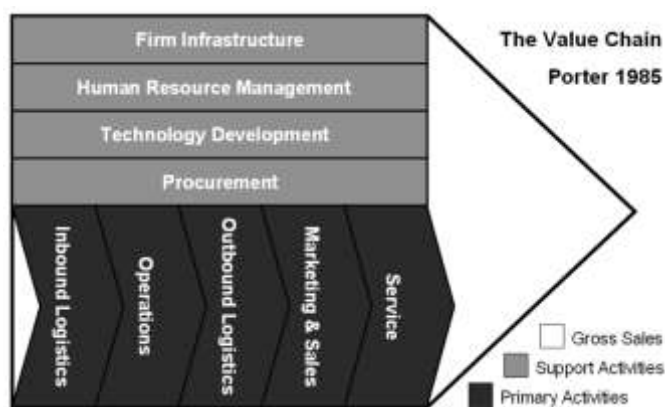 The Value Chain
Porter 1985
Firm Infrastructure
Human Resource Management
Technology Development
Procurement
Inbound Logistics
Operations
Outbound Logistics
Marketing & Sales
Service
Gross Sales
Support Activities
Primary Activities